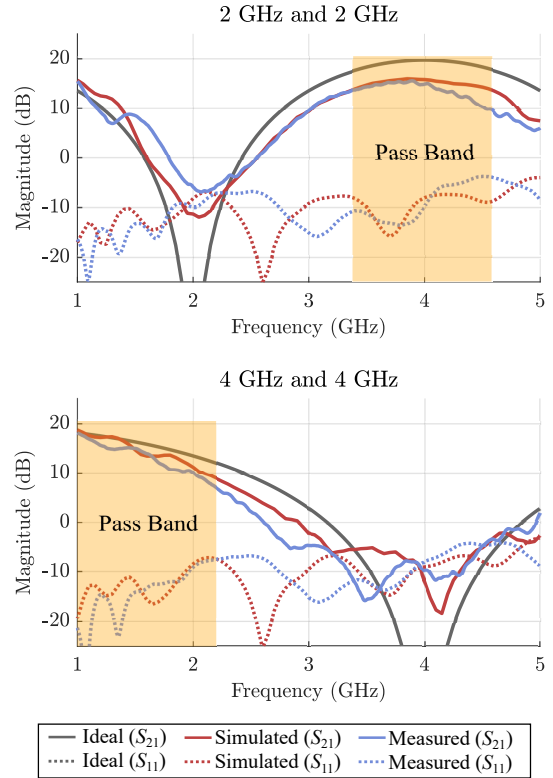 2 GHz and 2 GHz
20
10
0
-10
-20
Magnitude (dB)
Pass Band
1 2 3 4 5
Frequency (GHz)
4 GHz and 4 GHz
20
10
0
-10
-20
Magnitude (dB)
Pass Band
1 2 3 4 5
Frequency (GHz)
Ideal (S21) Simulated (S21) Measured (S21)
Ideal (S11) Simulated (S11) Measured (S11)